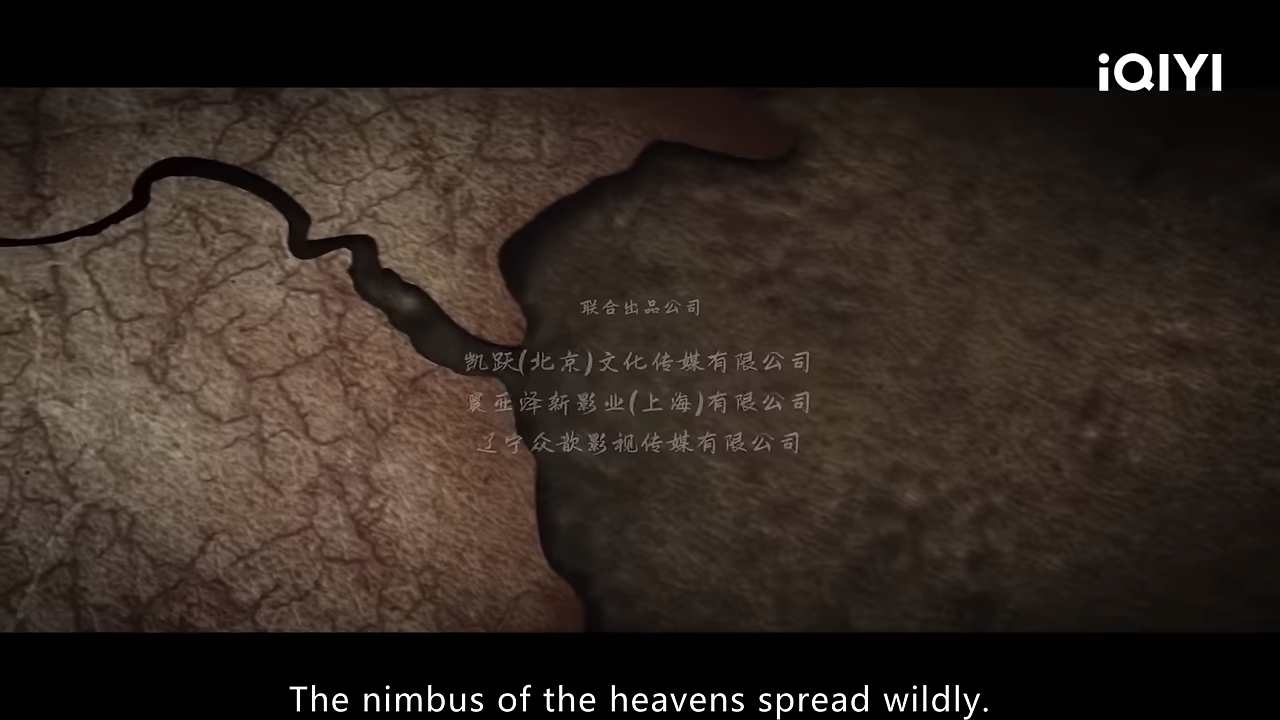 iQIYI
联合出品公司
凯跃(北京)文化传媒有限公司
寰亚泽新影业(上海)有限公司
辽宁众歆影视传媒有限公司
The nimbus of the heavens spread wildly.